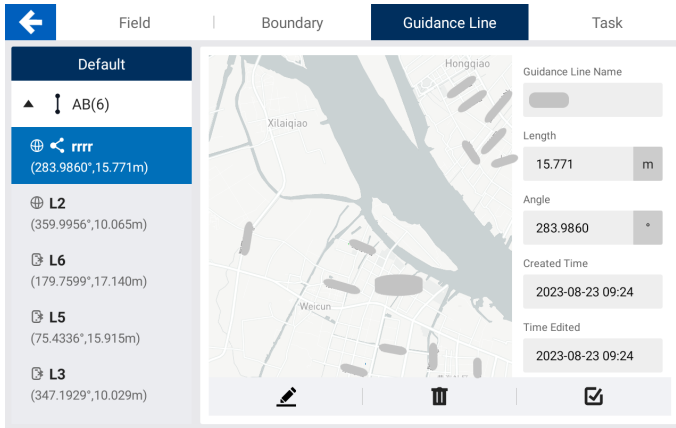 Field
Boundary
Guidance Line
Task
Default
AB(6)
rrrr
(283.9860°,15.771m)
L2
(359.9956°,10.065m)
L6
(179.7599°,17.140m)
L5
(75.4336°,15.915m)
L3
(347.1929°,10.029m)
Hongqiao
Xilaiqiao
Weicun
Guidance Line Name
Length
15.771 m
Angle
283.9860 °
Created Time
2023-08-23 09:24
Time Edited
2023-08-23 09:24